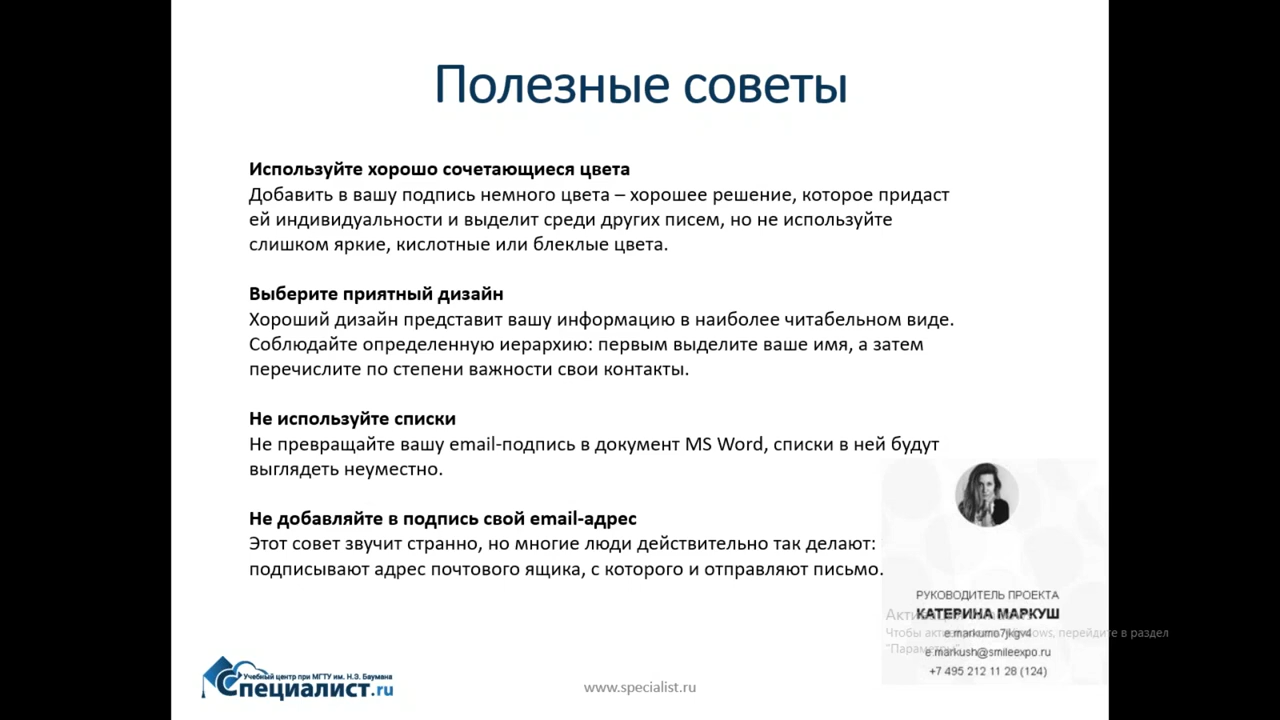 Полезные советы
Используйте хорошо сочетающиеся цвета
Добавить в вашу подпись немного цвета – хорошее решение, которое придаст
ей индивидуальности и выделит среди других писем, но не используйте
слишком яркие, кислотные или блеклые цвета.
Выберите приятный дизайн
Хороший дизайн представит вашу информацию в наиболее читабельном виде.
Соблюдайте определенную иерархию: первым выделите ваше имя, а затем
перечислите по степени важности свои контакты.
Не используйте списки
Не превращайте вашу email-подпись в документ MS Word, списки в ней будут
выглядеть неуместно.
Не добавляйте в подпись свой email-адрес
Этот совет звучит странно, но многие люди действительно так делают:
подписывают адрес почтового ящика, с которого и отправляют письмо.
РУКОВОДИТЕЛЬ ПРОЕКТА
КАТЕРИНА МАРКУШ
перейдите в раздел
e.markush@smileexpo.ru
+7 495 212 11 28 (124)
Учебный центр при МГТУ им. Н.Э. Баумана
Специалист.ru
www.specialist.ru